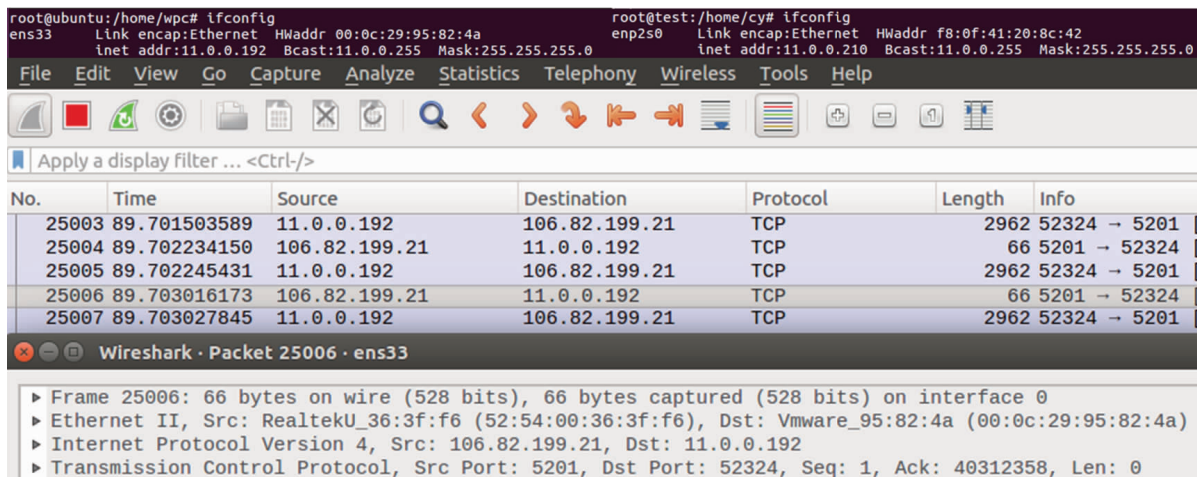 root@ubuntu:/home/wpc# ifconfig
ens33 Link encap:Ethernet HWaddr 00:0c:29:95:82:4a
inet addr:11.0.0.192 Bcast:11.0.0.255 Mask:255.255.255.0
root@test:/home/cy# ifconfig
enp2s0 Link encap:Ethernet HWaddr f8:0f:41:20:8c:42
inet addr:11.0.0.210 Bcast:11.0.0.255 Mask:255.255.255.0
File Edit View Go Capture Analyze Statistics Telephony Wireless Tools Help
Apply a display filter ... <Ctrl-/>
No. Time Source Destination Protocol Length Info
25003 89.701503589 11.0.0.192 106.82.199.21 TCP 2962 52324 → 5201 [
25004 89.702234150 106.82.199.21 11.0.0.192 TCP 66 5201 → 52324 [
25005 89.702245431 11.0.0.192 106.82.199.21 TCP 2962 52324 → 5201 [
25006 89.703016173 106.82.199.21 11.0.0.192 TCP 66 5201 → 52324 [
25007 89.703027845 11.0.0.192 106.82.199.21 TCP 2962 52324 → 5201 [
Wireshark · Packet 25006 · ens33
Frame 25006: 66 bytes on wire (528 bits), 66 bytes captured (528 bits) on interface 0
Ethernet II, Src: RealtekU_36:3f:f6 (52:54:00:36:3f:f6), Dst: Vmware_95:82:4a (00:0c:29:95:82:4a)
Internet Protocol Version 4, Src: 106.82.199.21, Dst: 11.0.0.192
Transmission Control Protocol, Src Port: 5201, Dst Port: 52324, Seq: 1, Ack: 40312358, Len: 0